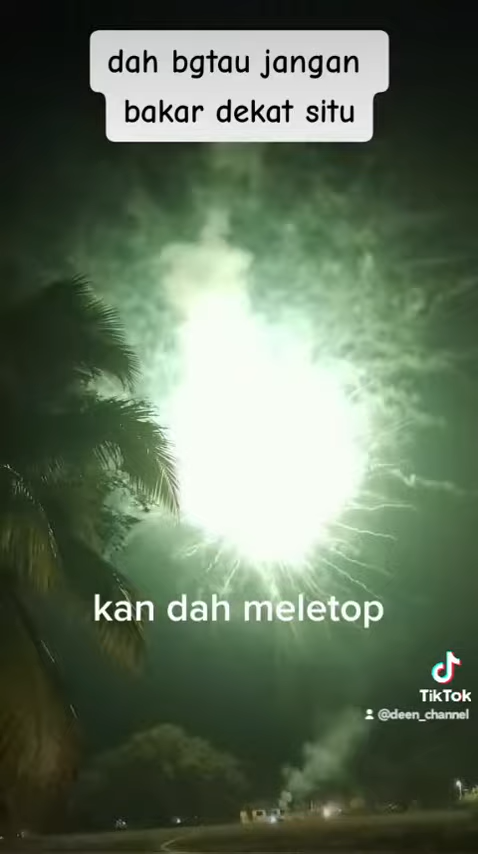 dah bgtau jangan
bakar dekat situ
kan dah meletop
TikTok
@deen_channel